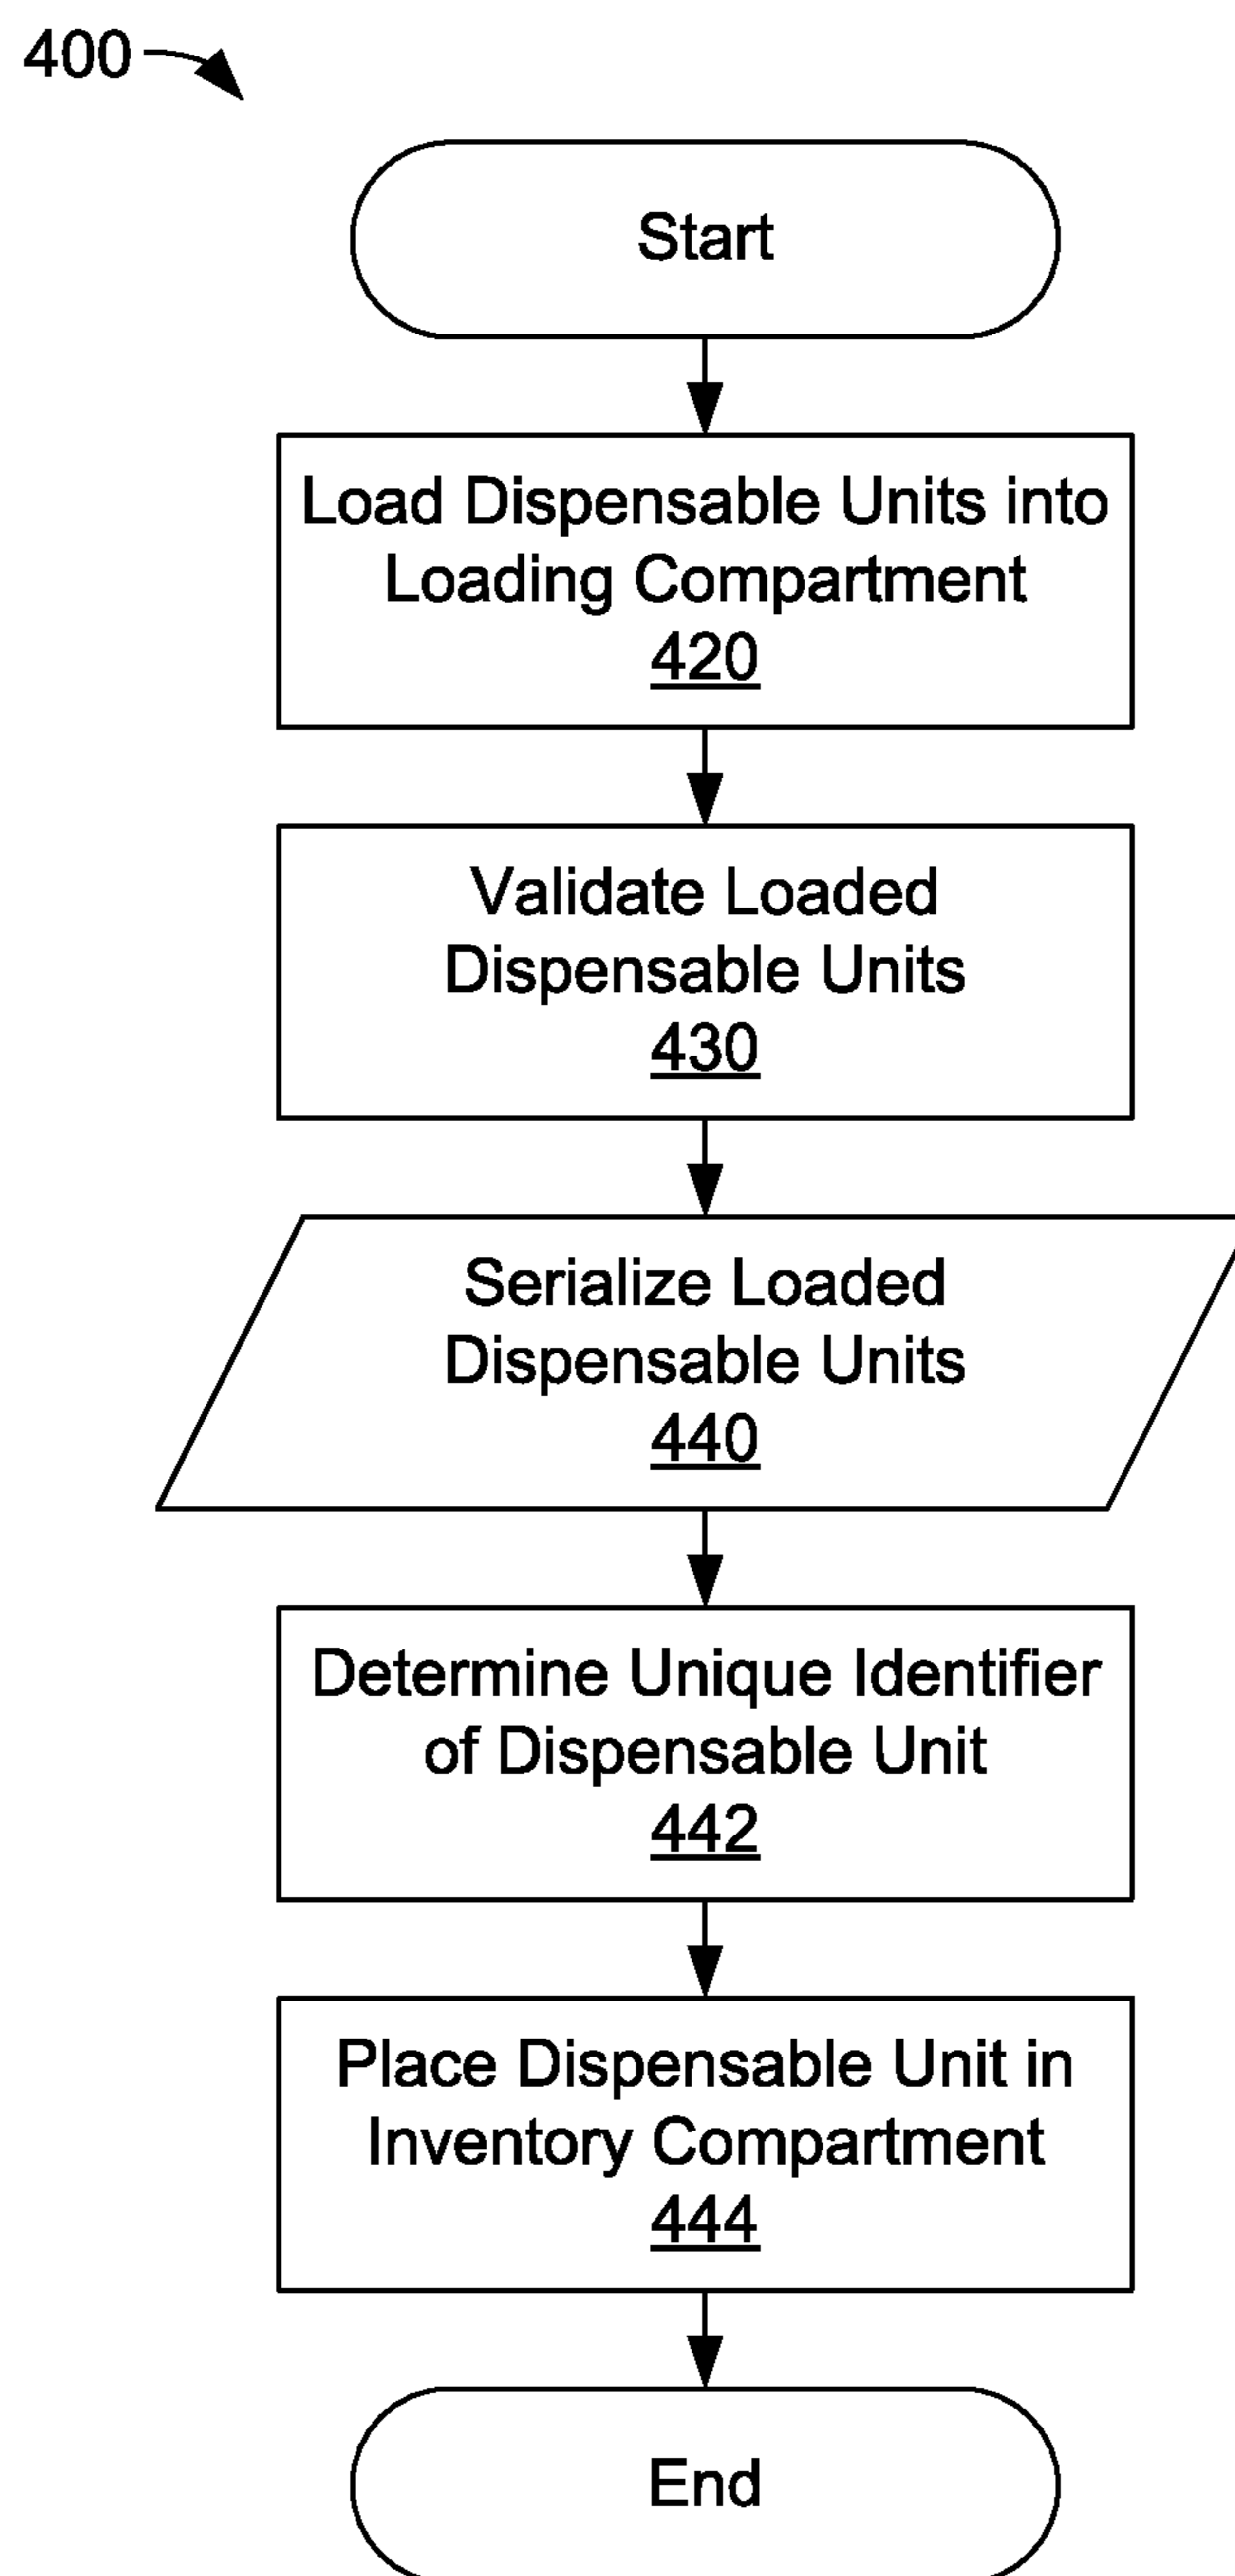 400
Start
Load Dispensable Units into
Loading Compartment
420
Validate Loaded
Dispensable Units
430
Serialize Loaded
Dispensable Units
440
Determine Unique Identifier
of Dispensable Unit
442
Place Dispensable Unit in
Inventory Compartment
444
End